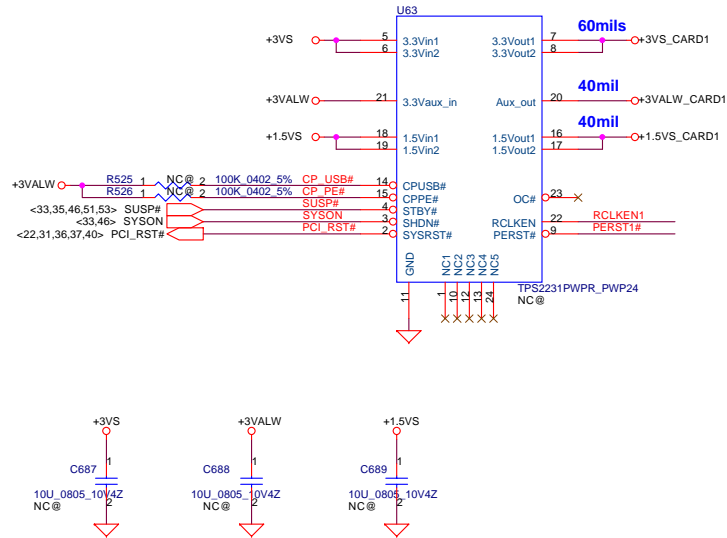 U63
60mils
+3VS 5 3.3Vin1 3.3Vout1 7 +3VS_CARD1
6 3.3Vin2 3.3Vout2 8
40mil
+3VALW 21 3.3Vaux_in Aux_out 20 +3VALW_CARD1
40mil
+1.5VS 18 1.5Vin1 1.5Vout1 16 +1.5VS_CARD1
19 1.5Vin2 1.5Vout2 17
R525 1 NC@ 2 100K_0402_5% CP_USB# 14 CPUSB#
+3VALW
R526 1 NC@ 2 100K_0402_5% CP_PE# 15 CPPE# OC# 23
<33,35,46,51,53> SUSP# SUSP# 4 STBY#
<33,46> SYSON SYSON 3 SHDN# RCLKEN 22 RCLKEN1
<22,31,36,37,40> PCI_RST# PCI_RST# 2 SYSRST# PERST# 9 PERST1#
GND NC1 NC2 NC3 NC4 NC5
11 1 10 12 13 24
TPS2231PWPR_PWP24
NC@
+3VS +3VALW +1.5VS
1 1 1
C687 C688 C689
10U_0805_10V4Z 10U_0805_10V4Z 10U_0805_10V4Z
2 2 2
NC@ NC@ NC@